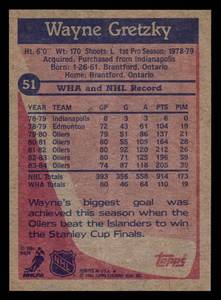 Wayne Gretzky
Ht: 6'0" Wt: 170 Shoots L 1st Pro Season: 1978-79
Acquired: Purchased from Indianapolis
Born: 1-26-61, Brantford, Ontario
Home: Brantford, Ontario
51
WHA and NHL Record
YEAR TEAM GP G A PTS PIM
78-79 Indianapolis 8 3 3 6 0
78-79 Edmonton 72 43 61 104 19
79-80 Oilers 79 51 86 137 21
80-81 Oilers 80 55 109 164 28
81-82 Oilers 80 92 120 212 26
82-83 Oilers 80 71 125 196 59
83-84 Oilers 74 87 118 205 39
NHL Totals 393 356 558 914 173
WHA Totals 80 46 64 110 19
Wayne's biggest goal was
achieved this season when the
Oilers beat the Islanders to win
the Stanley Cup Finals.
NHL
Topps